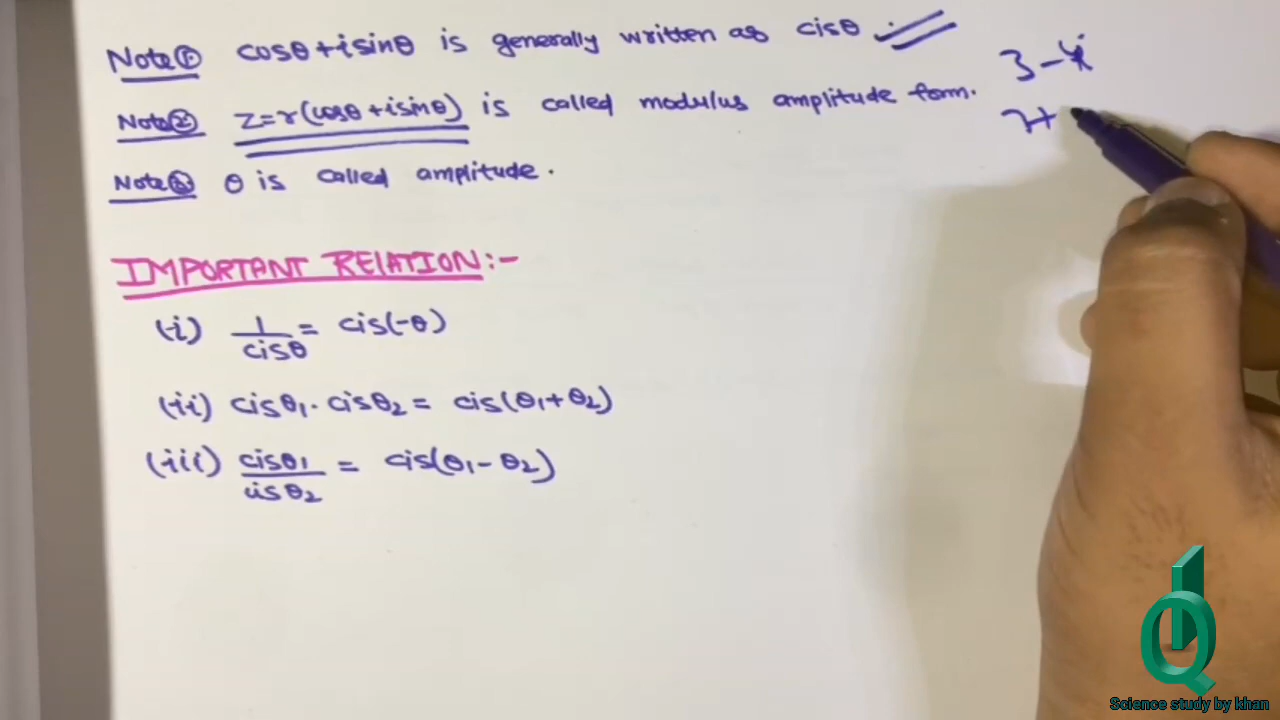 Note① cosθ+isinθ is generally written as cisθ.
3-4i
Note② z=r(cosθ+isinθ) is called modulus amplitude form.
7+
Note③ θ is called amplitude.
IMPORTANT RELATION:-
(i) 1/cisθ = cis(-θ)
(ii) cisθ₁.cisθ₂ = cis(θ₁+θ₂)
(iii) cisθ₁/cisθ₂ = cis(θ₁-θ₂)
Science study by khan